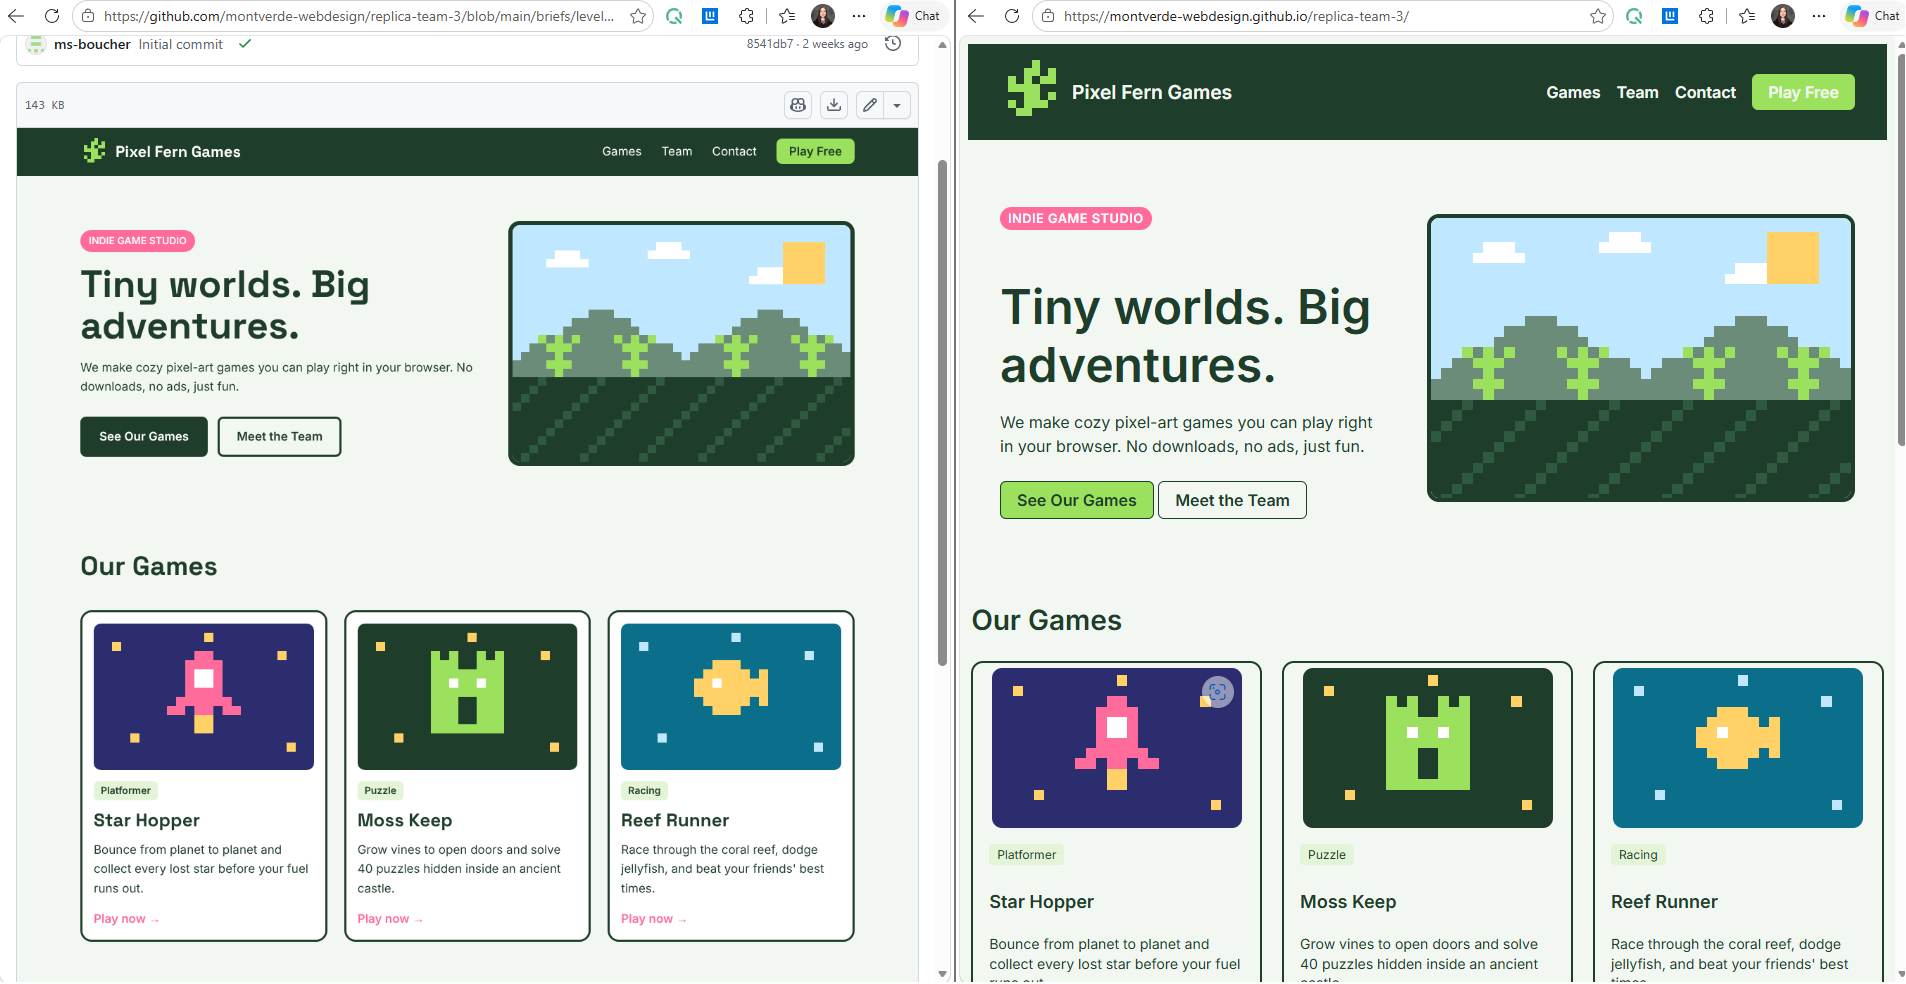 https://github.com/montverde-webdesign/replica-team-3/blob/main/briefs/level...
Chat
ms-boucher Initial commit
8541db7 · 2 weeks ago
143 KB
Pixel Fern Games
Games Team Contact Play Free
INDIE GAME STUDIO
Tiny worlds. Big
adventures.
We make cozy pixel-art games you can play right in your browser. No
downloads, no ads, just fun.
See Our Games Meet the Team
Our Games
Platformer
Star Hopper
Bounce from planet to planet and
collect every lost star before your fuel
runs out.
Play now →
Puzzle
Moss Keep
Grow vines to open doors and solve
40 puzzles hidden inside an ancient
castle.
Play now →
Racing
Reef Runner
Race through the coral reef, dodge
jellyfish, and beat your friends' best
times.
Play now →
https://montverde-webdesign.github.io/replica-team-3/
Chat
Pixel Fern Games
Games Team Contact Play Free
INDIE GAME STUDIO
Tiny worlds. Big
adventures.
We make cozy pixel-art games you can play right
in your browser. No downloads, no ads, just fun.
See Our Games Meet the Team
Our Games
Platformer
Star Hopper
Bounce from planet to planet and
collect every lost star before your fuel
Puzzle
Moss Keep
Grow vines to open doors and solve
40 puzzles hidden inside an ancient
Racing
Reef Runner
Race through the coral reef, dodge
jellyfish, and beat your friends' best